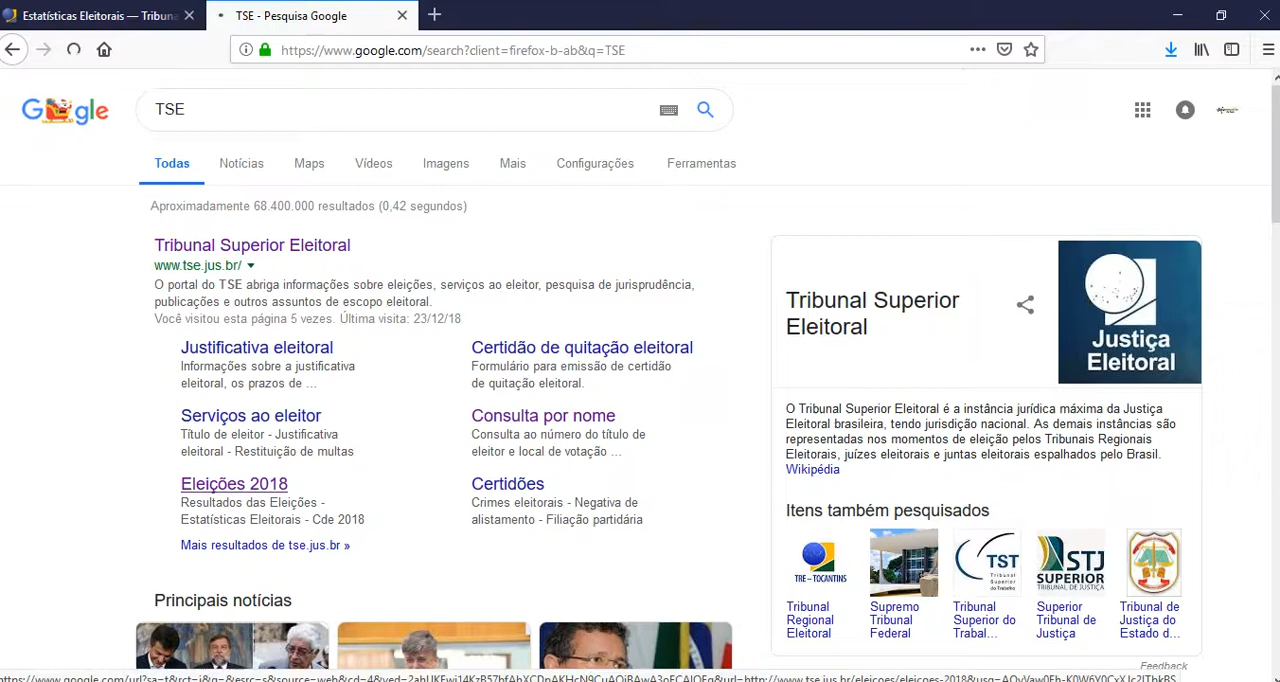 Estatísticas Eleitorais — Tribuna
TSE - Pesquisa Google
https://www.google.com/search?client=firefox-b-ab&q=TSE
Google
TSE
Todas
Notícias
Maps
Vídeos
Imagens
Mais
Configurações
Ferramentas
Aproximadamente 68.400.000 resultados (0,42 segundos)
Tribunal Superior Eleitoral
www.tse.jus.br/
O portal do TSE abriga informações sobre eleições, serviços ao eleitor, pesquisa de jurisprudência,
publicações e outros assuntos de escopo eleitoral.
Você visitou esta página 5 vezes. Última visita: 23/12/18
Justificativa eleitoral
Informações sobre a justificativa
eleitoral, os prazos de ...
Certidão de quitação eleitoral
Formulário para emissão de certidão
de quitação eleitoral.
Serviços ao eleitor
Título de eleitor - Justificativa
eleitoral - Restituição de multas
Consulta por nome
Consulta ao número do título de
eleitor e local de votação ...
Eleições 2018
Resultados das Eleições -
Estatísticas Eleitorais - Cde 2018
Certidões
Crimes eleitorais - Negativa de
alistamento - Filiação partidária
Mais resultados de tse.jus.br »
Principais notícias
Tribunal Superior
Eleitoral
Justiça
Eleitoral
O Tribunal Superior Eleitoral é a instância jurídica máxima da Justiça
Eleitoral brasileira, tendo jurisdição nacional. As demais instâncias são
representadas nos momentos de eleição pelos Tribunais Regionais
Eleitorais, juízes eleitorais e juntas eleitorais espalhados pelo Brasil.
Wikipédia
Itens também pesquisados
TRE - TOCANTINS
TST
Tribunal
Superior
do Trabalho
STJ
SUPERIOR
TRIBUNAL DE JUSTIÇA
Tribunal
Regional
Eleitoral
Supremo
Tribunal
Federal
Tribunal
Superior do
Trabal...
Superior
Tribunal de
Justiça
Tribunal de
Justiça do
Estado d...
Feedback